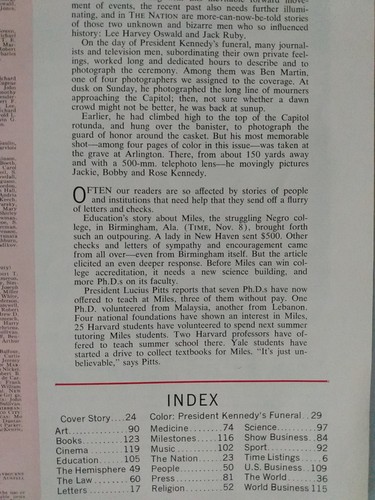 ment of events, the recent past also needs further illumi-
nating, and in THE NATION are more-can-now-be-told stories
of those two unknown and bizarre men who so influenced
history: Lee Harvey Oswald and Jack Ruby.
On the day of President Kennedy's funeral, many journal-
ists and television men, subordinating their own private feel-
ings, worked long and dedicated hours to describe and to
photograph the ceremony. Among them was Ben Martin,
one of four photographers we assigned to the coverage. At
dusk on Sunday, he photographed the long line of mourners
approaching the Capitol; then, not sure whether a dawn
crowd might not be better, he was back at sunup.
Earlier, he had climbed high to the top of the Capitol
rotunda, and hung over the banister, to photograph the
guard of honor around the casket. But his most memorable
shot—among four pages of color in this issue—was taken at
the grave at Arlington. There, from about 150 yards away
and with a 500-mm. telephoto lens—he movingly pictures
Jackie, Bobby and Rose Kennedy.
OFTEN our readers are so affected by stories of people
and institutions that need help that they send off a flurry
of letters and checks.
Education's story about Miles, the struggling Negro col-
lege, in Birmingham, Ala. (TIME, Nov. 8), brought forth
such an outpouring. A lady in New Haven sent $500. Other
checks and letters of sympathy and encouragement came
from all over—even from Birmingham itself. But the article
elicited an even deeper response. Before Miles can win col-
lege accreditation, it needs a new science building, and
more Ph.D.s on its faculty.
President Lucius Pitts reports that seven Ph.D.s have now
offered to teach at Miles, three of them without pay. One
Ph.D. volunteered from Malaysia, another from Lebanon.
Four national foundations have shown an interest in Miles,
25 Harvard students have volunteered to spend next summer
tutoring Miles students. Two Harvard professors have of-
fered to teach summer school there. Yale students have
started a drive to collect textbooks for Miles. "It's just un-
believable," says Pitts.
INDEX
Cover Story....24 Color: President Kennedy's Funeral..29
Art..........90
Books........123
Cinema.......119
Education....105
The Hemisphere 49
The Law......60
Letters......17
Medicine.....74
Milestones...116
Music........102
The Nation...23
People.......50
Press........81
Religion.....52
Science......97
Show Business..84
Sport........92
Time Listings..6
U.S. Business..109
The World....36
World Business 115